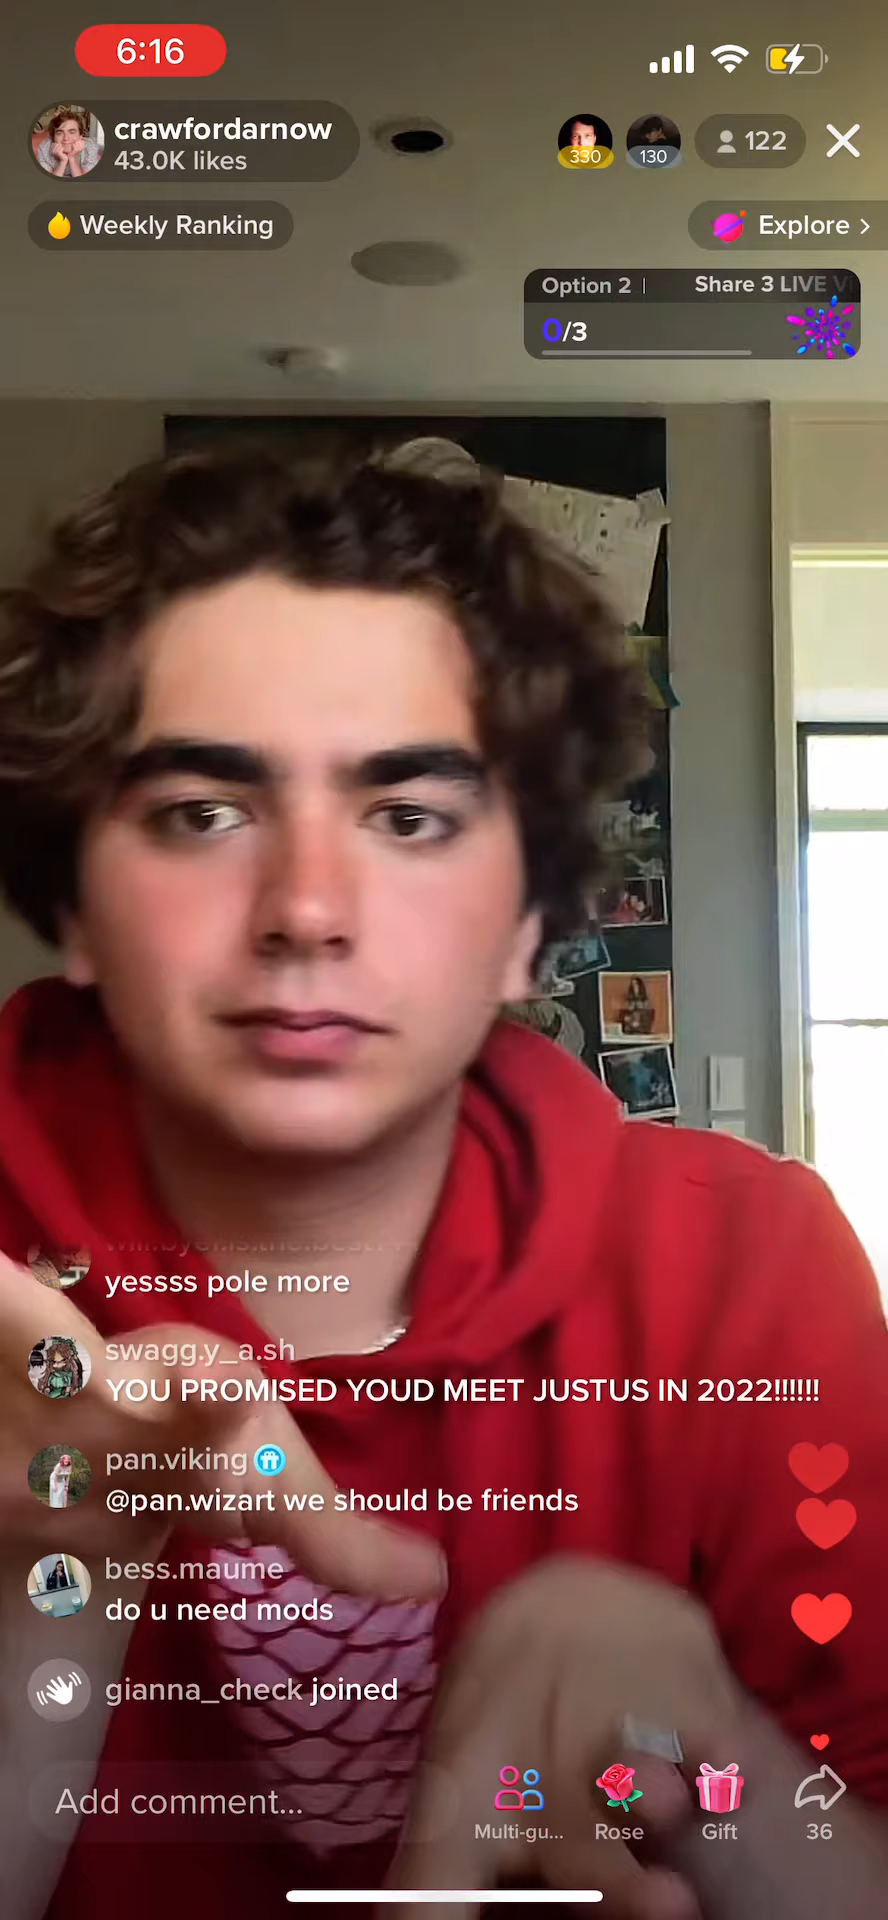 6:16
crawfordarnow
43.0K likes
330
130
122
Weekly Ranking
Explore >
Option 2 | Share 3 LIVE
0/3
yessss pole more
swagg.y_a.sh
YOU PROMISED YOUD MEET JUSTUS IN 2022!!!!!!
pan.viking
@pan.wizart we should be friends
bess.maume
do u need mods
gianna_check joined
Add comment...
Multi-gu...
Rose
Gift
36